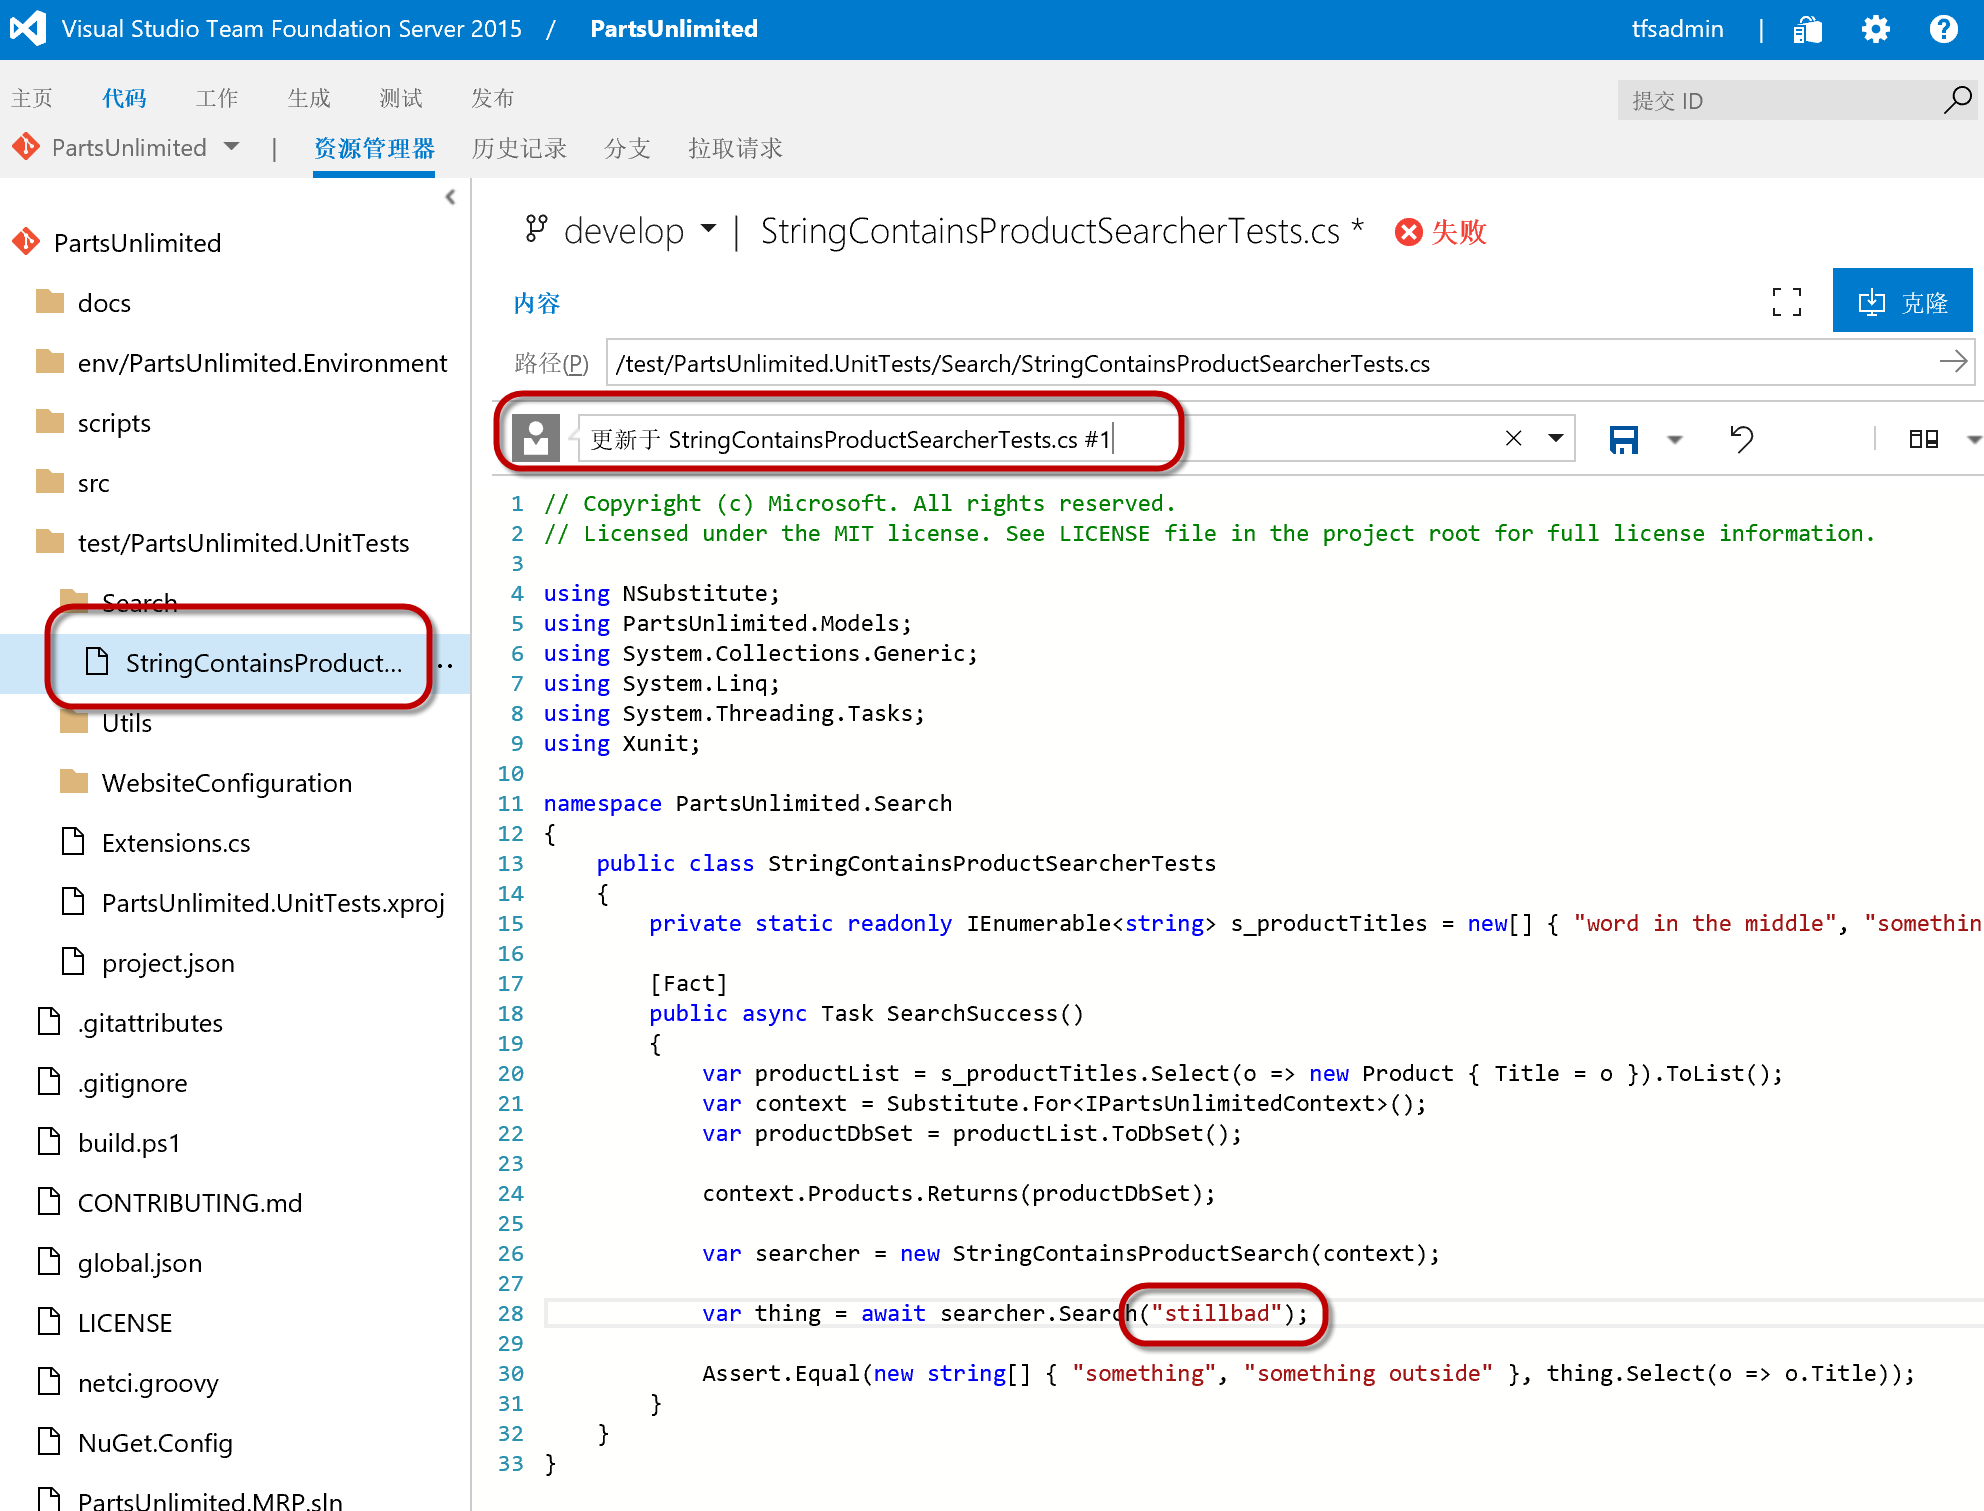 Visual Studio Team Foundation Server 2015 / PartsUnlimited
tfsadmin |
主页 代码 工作 生成 测试 发布
提交 ID
PartsUnlimited | 资源管理器 历史记录 分支 拉取请求
PartsUnlimited
docs
env/PartsUnlimited.Environment
scripts
src
test/PartsUnlimited.UnitTests
Search
StringContainsProduct...
Utils
WebsiteConfiguration
Extensions.cs
PartsUnlimited.UnitTests.xproj
project.json
.gitattributes
.gitignore
build.ps1
CONTRIBUTING.md
global.json
LICENSE
netci.groovy
NuGet.Config
PartsUnlimited.MRP.sln
develop | StringContainsProductSearcherTests.cs * 失败
内容
克隆
路径(P) /test/PartsUnlimited.UnitTests/Search/StringContainsProductSearcherTests.cs
更新于 StringContainsProductSearcherTests.cs #1
1 // Copyright (c) Microsoft. All rights reserved.
2 // Licensed under the MIT license. See LICENSE file in the project root for full license information.
3
4 using NSubstitute;
5 using PartsUnlimited.Models;
6 using System.Collections.Generic;
7 using System.Linq;
8 using System.Threading.Tasks;
9 using Xunit;
10
11 namespace PartsUnlimited.Search
12 {
13 public class StringContainsProductSearcherTests
14 {
15 private static readonly IEnumerable<string> s_productTitles = new[] { "word in the middle", "somethin
16
17 [Fact]
18 public async Task SearchSuccess()
19 {
20 var productList = s_productTitles.Select(o => new Product { Title = o }).ToList();
21 var context = Substitute.For<IPartsUnlimitedContext>();
22 var productDbSet = productList.ToDbSet();
23
24 context.Products.Returns(productDbSet);
25
26 var searcher = new StringContainsProductSearch(context);
27
28 var thing = await searcher.Search("stillbad");
29
30 Assert.Equal(new string[] { "something", "something outside" }, thing.Select(o => o.Title));
31 }
32 }
33 }